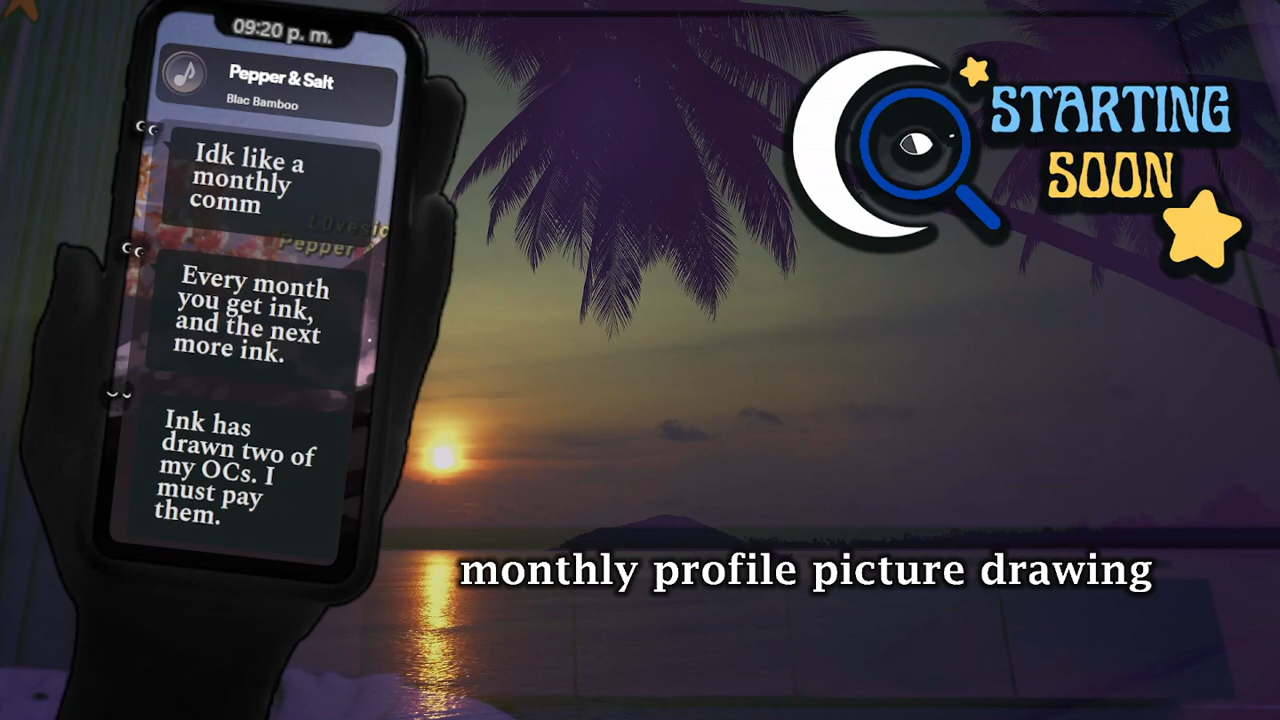 09:20 p. m.
Pepper & Salt
Blac Bamboo
Idk like a
monthly
comm
Pepper
Every month
you get ink,
and the next
more ink.
Ink has
drawn two of
my OCs. I
must pay
them.
STARTING
SOON
monthly profile picture drawing